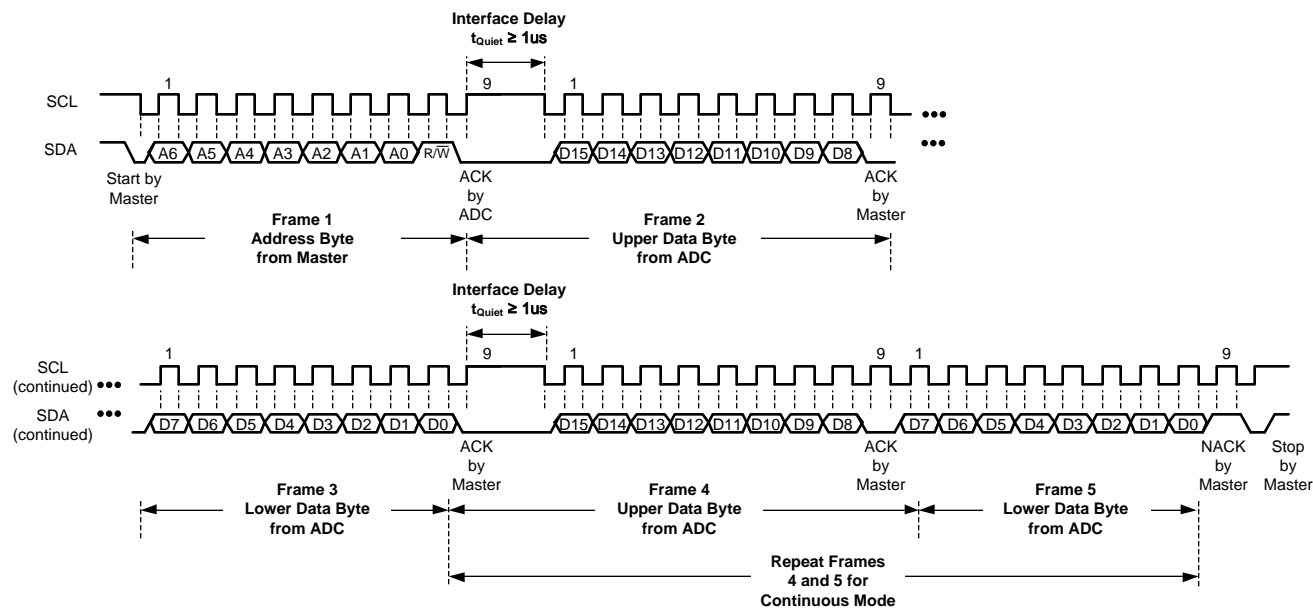 Interface Delay
tQuiet ≥ 1us
1
9
1
9
SCL
•••
SDA
A6 A5 A4 A3 A2 A1 A0 R/W̅ D15 D14 D13 D12 D11 D10 D9 D8
•••
Start by
Master
ACK
by
ADC
ACK
by
Master
Frame 1
Address Byte
from Master
Frame 2
Upper Data Byte
from ADC
Interface Delay
tQuiet ≥ 1us
1
9
1
9
1
9
SCL
(continued) •••
SDA
(continued)
•••
D7 D6 D5 D4 D3 D2 D1 D0 D15 D14 D13 D12 D11 D10 D9 D8 D7 D6 D5 D4 D3 D2 D1 D0
ACK
by
Master
ACK
by
Master
NACK
by
Master
Stop
by
Master
Frame 3
Lower Data Byte
from ADC
Frame 4
Upper Data Byte
from ADC
Frame 5
Lower Data Byte
from ADC
Repeat Frames
4 and 5 for
Continuous Mode